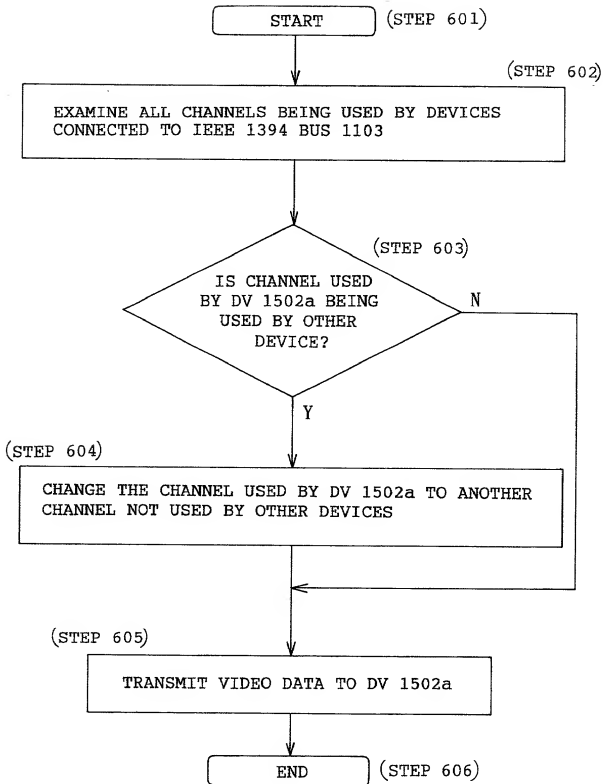 START (STEP 601)
(STEP 602)
EXAMINE ALL CHANNELS BEING USED BY DEVICES
CONNECTED TO IEEE 1394 BUS 1103
(STEP 603)
IS CHANNEL USED
BY DV 1502a BEING
USED BY OTHER
DEVICE?
N
Y
(STEP 604)
CHANGE THE CHANNEL USED BY DV 1502a TO ANOTHER
CHANNEL NOT USED BY OTHER DEVICES
(STEP 605)
TRANSMIT VIDEO DATA TO DV 1502a
END (STEP 606)